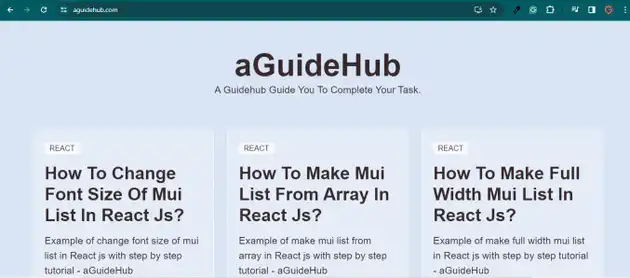 aguidehub.com
aGuideHub
A Guidehub Guide You To Complete Your Task.
REACT
How To Change
Font Size Of Mui
List In React Js?
Example of change font size of mui
list in React js with step by step
tutorial - aGuideHub
REACT
How To Make Mui
List From Array In
React Js?
Example of make mui list from
array in React js with step by step
tutorial - aGuideHub
REACT
How To Make Full
Width Mui List In
React Js?
Example of make full width mui list
in React js with step by step
tutorial - aGuideHub